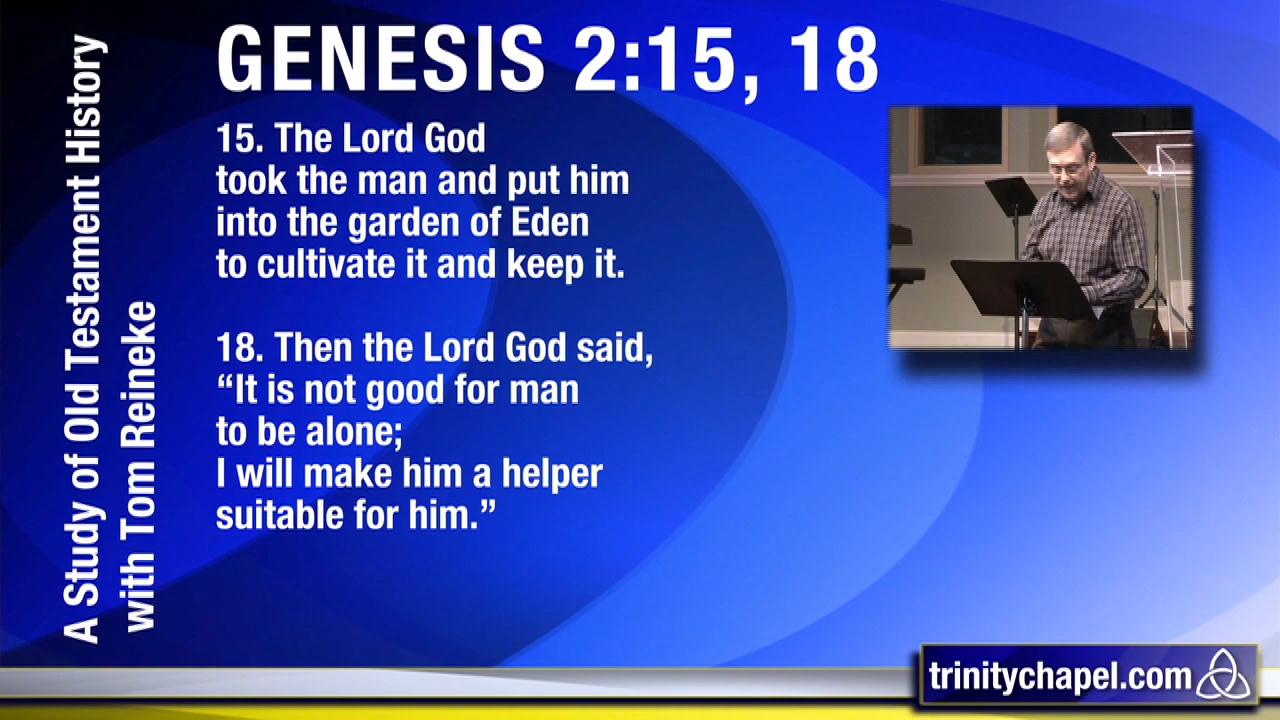 A Study of Old Testament History
with Tom Reineke
GENESIS 2:15, 18
15. The Lord God
took the man and put him
into the garden of Eden
to cultivate it and keep it.
18. Then the Lord God said,
“It is not good for man
to be alone;
I will make him a helper
suitable for him.”
trinitychapel.com